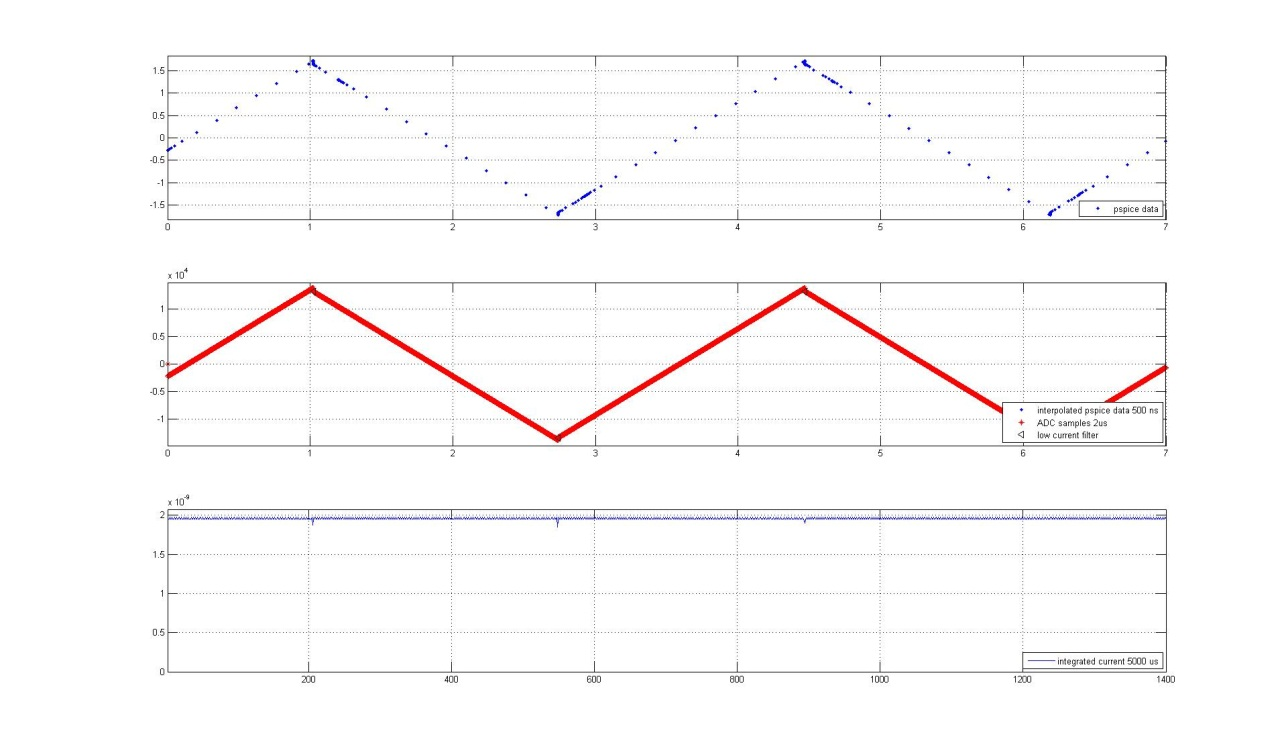 1.5
1
0.5
0
-0.5
-1
-1.5
pspice data
0 1 2 3 4 5 6 7
x 10^4
1
0.5
0
-0.5
-1
interpolated pspice data 500 ns
ADC samples 2us
low current filter
0 1 2 3 4 5 6 7
x 10^-9
2
1.5
1
0.5
0
integrated current 5000 us
200 400 600 800 1000 1200 1400